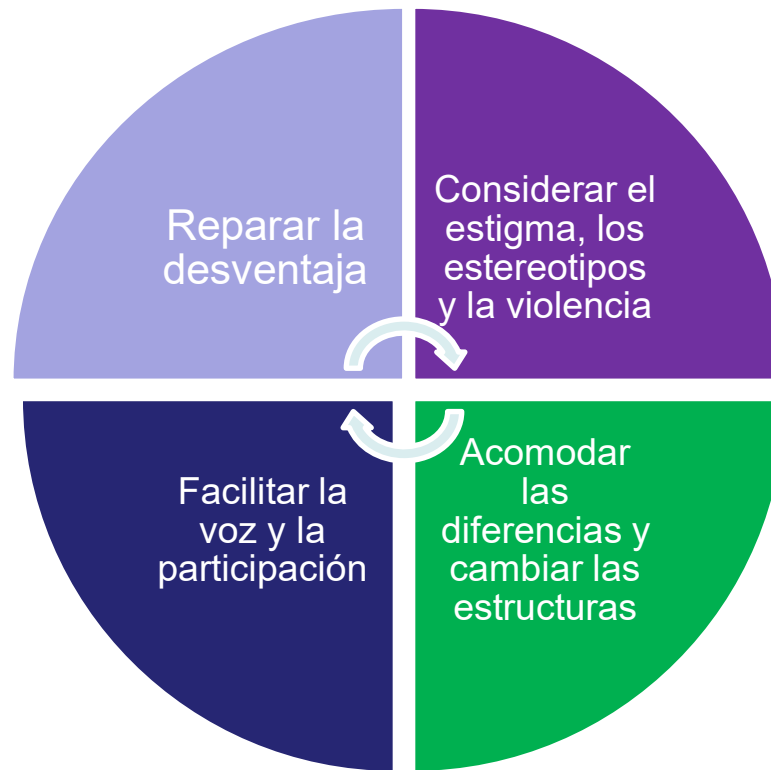 Reparar la
desventaja
Considerar el
estigma, los
estereotipos
y la violencia
Facilitar la
voz y la
participación
Acomodar
las
diferencias y
cambiar las
estructuras